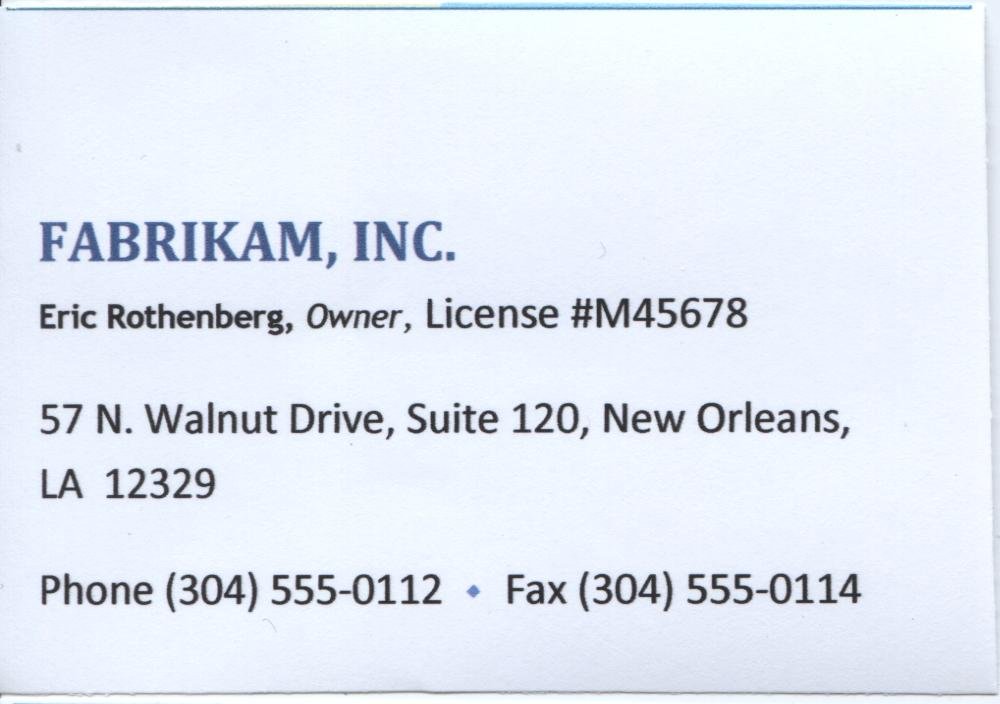 FABRIKAM, INC.
Eric Rothenberg, Owner, License #M45678
57 N. Walnut Drive, Suite 120, New Orleans,
LA  12329
Phone (304) 555-0112 ⬥ Fax (304) 555-0114